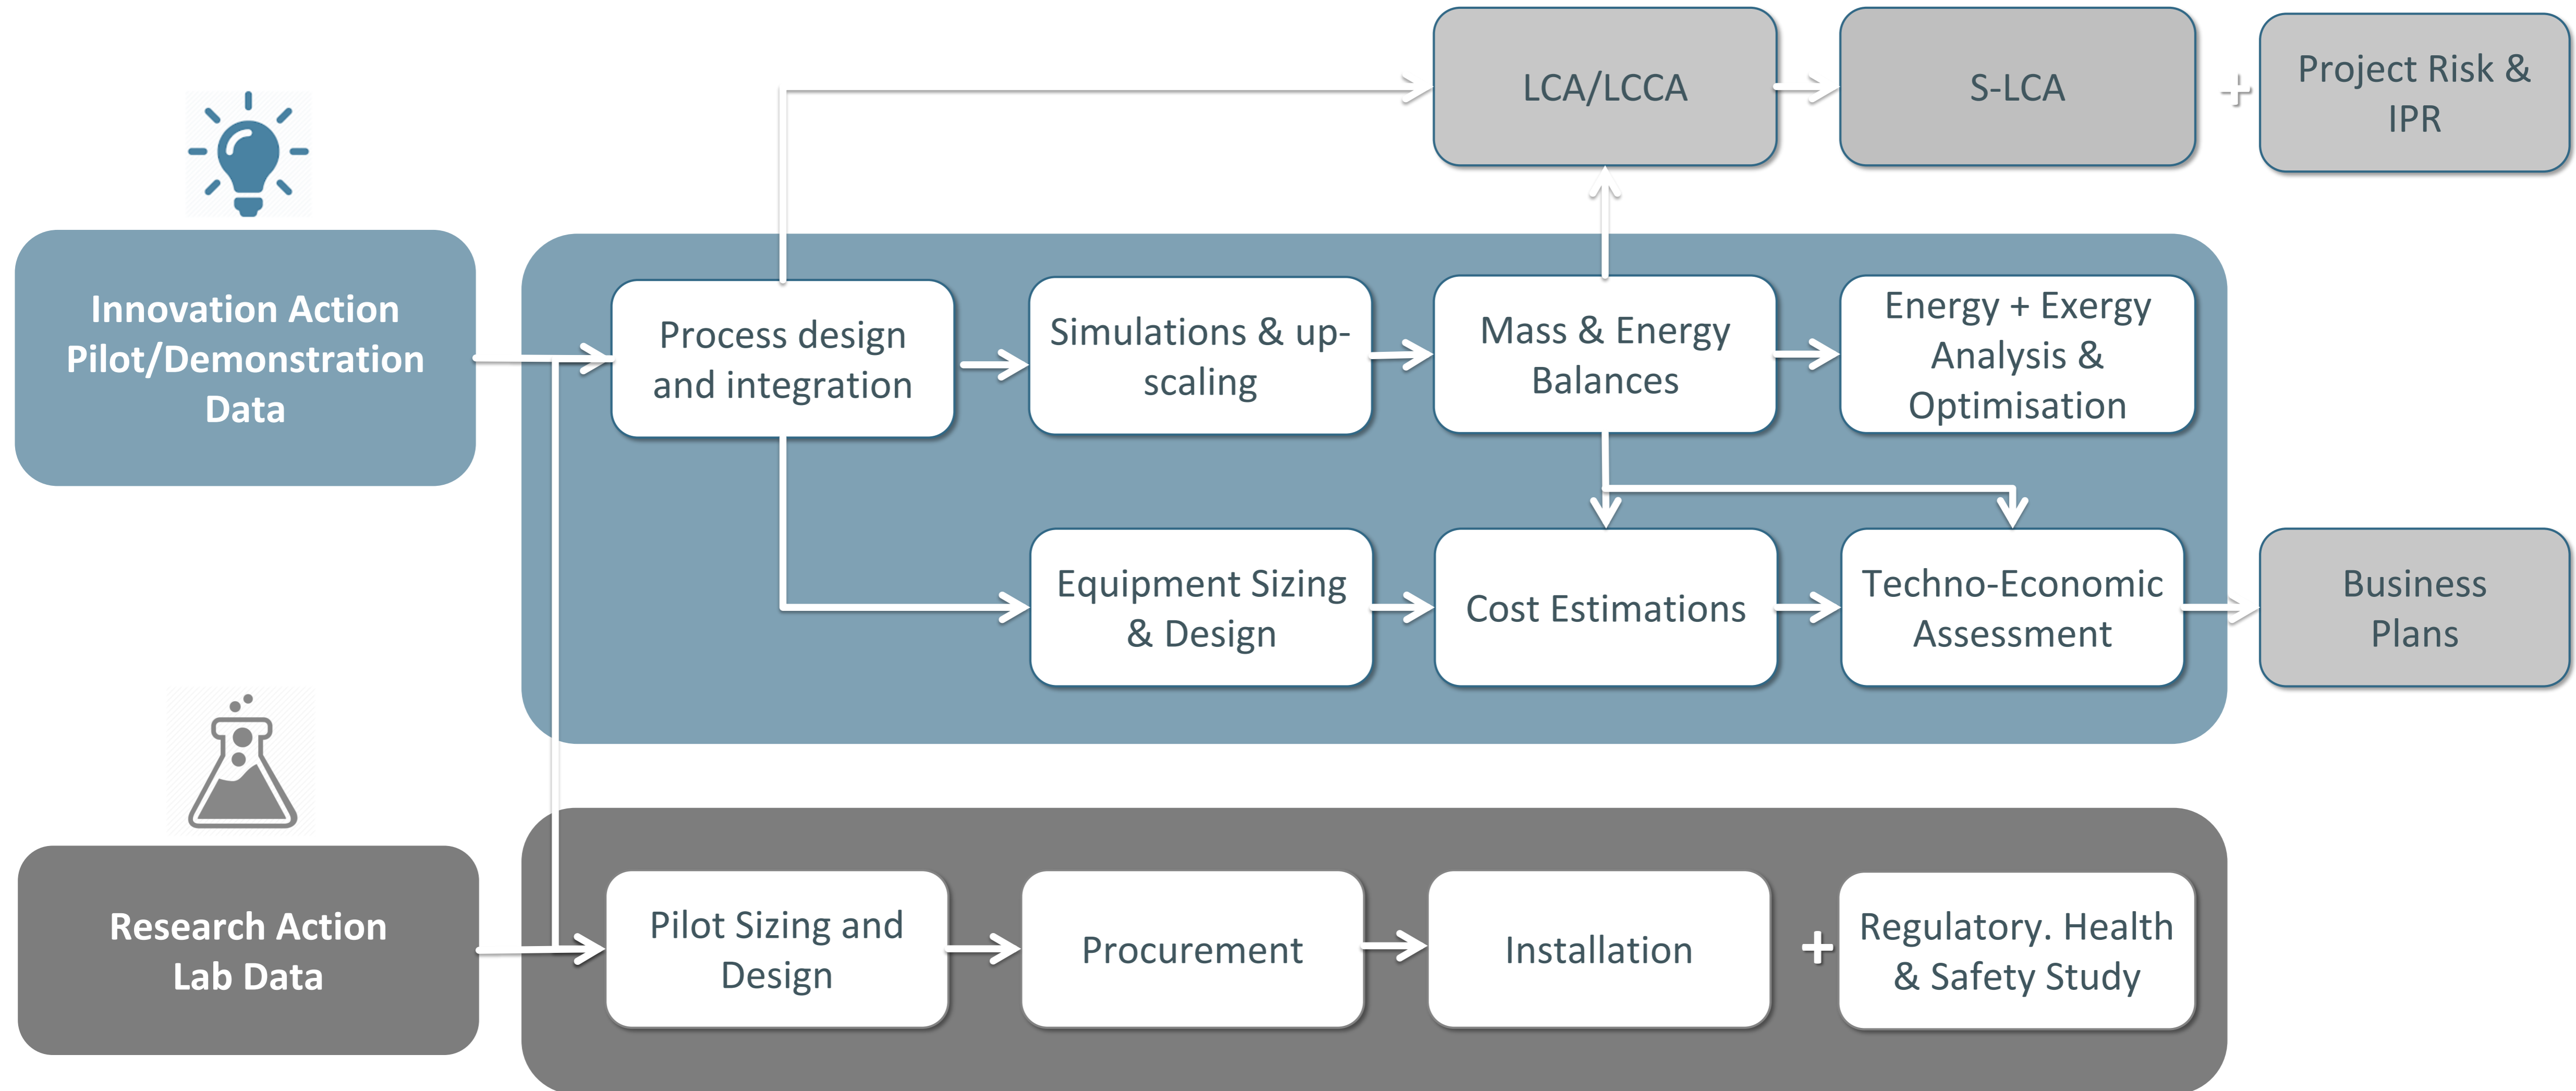 LCA/LCCA
S-LCA
+
Project Risk &
IPR
Innovation Action
Pilot/Demonstration
Data
Process design
and integration
Simulations & up-
scaling
Mass & Energy
Balances
Energy + Exergy
Analysis &
Optimisation
Equipment Sizing
& Design
Cost Estimations
Techno-Economic
Assessment
Business
Plans
Research Action
Lab Data
Pilot Sizing and
Design
Procurement
Installation
+
Regulatory. Health
& Safety Study